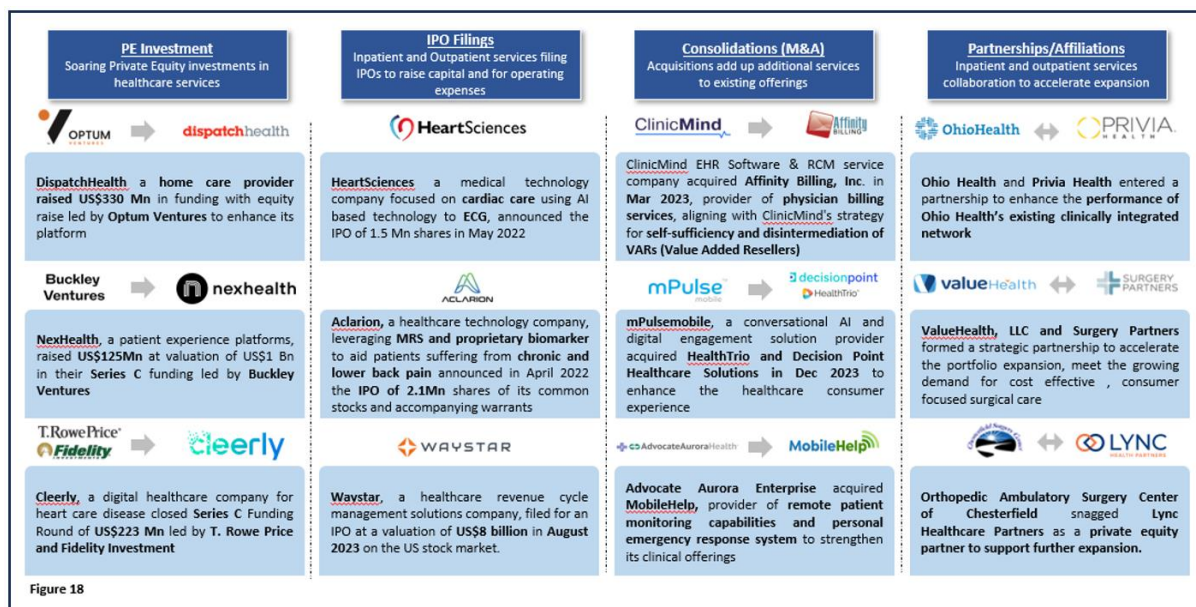 PE Investment
Soaring Private Equity investments in
healthcare services
IPO Filings
Inpatient and Outpatient services filing
IPOs to raise capital and for operating
expenses
Consolidations (M&A)
Acquisitions add up additional services
to existing offerings
Partnerships/Affiliations
Inpatient and outpatient services
collaboration to accelerate expansion
OPTUM
VENTURES
dispatchhealth
DispatchHealth a home care provider
raised US$330 Mn in funding with equity
raise led by Optum Ventures to enhance its
platform
Buckley
Ventures
nexhealth
NexHealth, a patient experience platforms,
raised US$125Mn at valuation of US$1 Bn
in their Series C funding led by Buckley
Ventures
T.RowePrice
Fidelity
INVESTMENTS
cleerly
Cleerly, a digital healthcare company for
heart care disease closed Series C Funding
Round of US$223 Mn led by T. Rowe Price
and Fidelity Investment
HeartSciences
HeartSciences a medical technology
company focused on cardiac care using AI
based technology to ECG, announced the
IPO of 1.5 Mn shares in May 2022
ACLARION
Aclarion, a healthcare technology company,
leveraging MRS and proprietary biomarker
to aid patients suffering from chronic and
lower back pain announced in April 2022
the IPO of 2.1Mn shares of its common
stocks and accompanying warrants
WAYSTAR
Waystar, a healthcare revenue cycle
management solutions company, filed for an
IPO at a valuation of US$8 billion in August
2023 on the US stock market.
ClinicMind
Affinity
BILLING
ClinicMind EHR Software & RCM service
company acquired Affinity Billing, Inc. in
Mar 2023, provider of physician billing
services, aligning with ClinicMind's strategy
for self-sufficiency and disintermediation of
VARs (Value Added Resellers)
mPulse
mobile
decisionpoint
HealthTrio
mPulsemobile, a conversational AI and
digital engagement solution provider
acquired HealthTrio and Decision Point
Healthcare Solutions in Dec 2023 to
enhance the healthcare consumer
experience
AdvocateAuroraHealth
MobileHelp
Advocate Aurora Enterprise acquired
MobileHelp, provider of remote patient
monitoring capabilities and personal
emergency response system to strengthen
its clinical offerings
OhioHealth
PRIVIA
HEALTH
Ohio Health and Privia Health entered a
partnership to enhance the performance of
Ohio Health's existing clinically integrated
network
valueHealth
SURGERY
PARTNERS
ValueHealth, LLC and Surgery Partners
formed a strategic partnership to accelerate
the portfolio expansion, meet the growing
demand for cost effective , consumer
focused surgical care
LYNC
HEALTH PARTNERS
Orthopedic Ambulatory Surgery Center
of Chesterfield snagged Lync
Healthcare Partners as a private equity
partner to support further expansion.
Figure 18